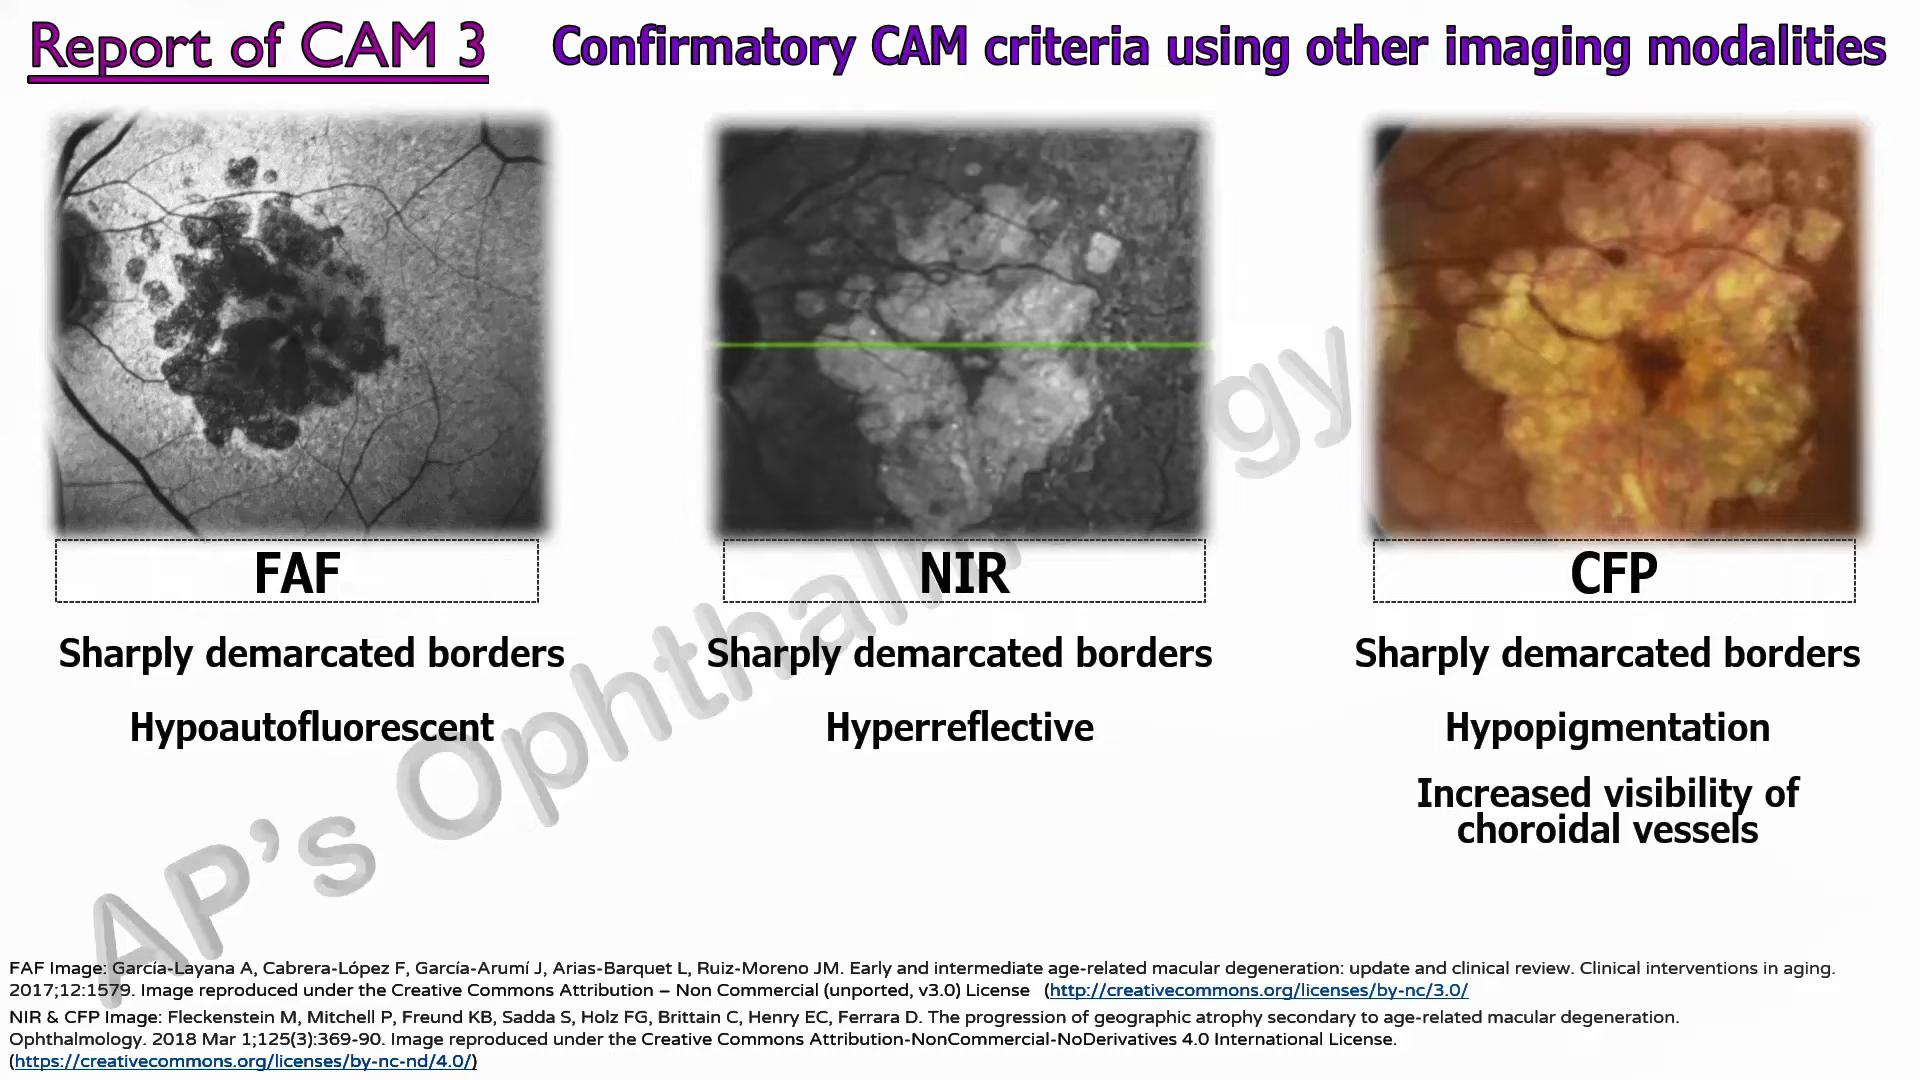 Report of CAM 3
Confirmatory CAM criteria using other imaging modalities
FAF
Sharply demarcated borders
Hypoautofluorescent
NIR
Sharply demarcated borders
Hyperreflective
CFP
Sharply demarcated borders
Hypopigmentation
Increased visibility of
choroidal vessels
AP's Ophthalmology
FAF Image: García-Layana A, Cabrera-López F, García-Arumí J, Arias-Barquet L, Ruiz-Moreno JM. Early and intermediate age-related macular degeneration: update and clinical review. Clinical interventions in aging.
2017;12:1579. Image reproduced under the Creative Commons Attribution – Non Commercial (unported, v3.0) License (http://creativecommons.org/licenses/by-nc/3.0/
NIR & CFP Image: Fleckenstein M, Mitchell P, Freund KB, Sadda S, Holz FG, Brittain C, Henry EC, Ferrara D. The progression of geographic atrophy secondary to age-related macular degeneration.
Ophthalmology. 2018 Mar 1;125(3):369-90. Image reproduced under the Creative Commons Attribution-NonCommercial-NoDerivatives 4.0 International License.
(https://creativecommons.org/licenses/by-nc-nd/4.0/)